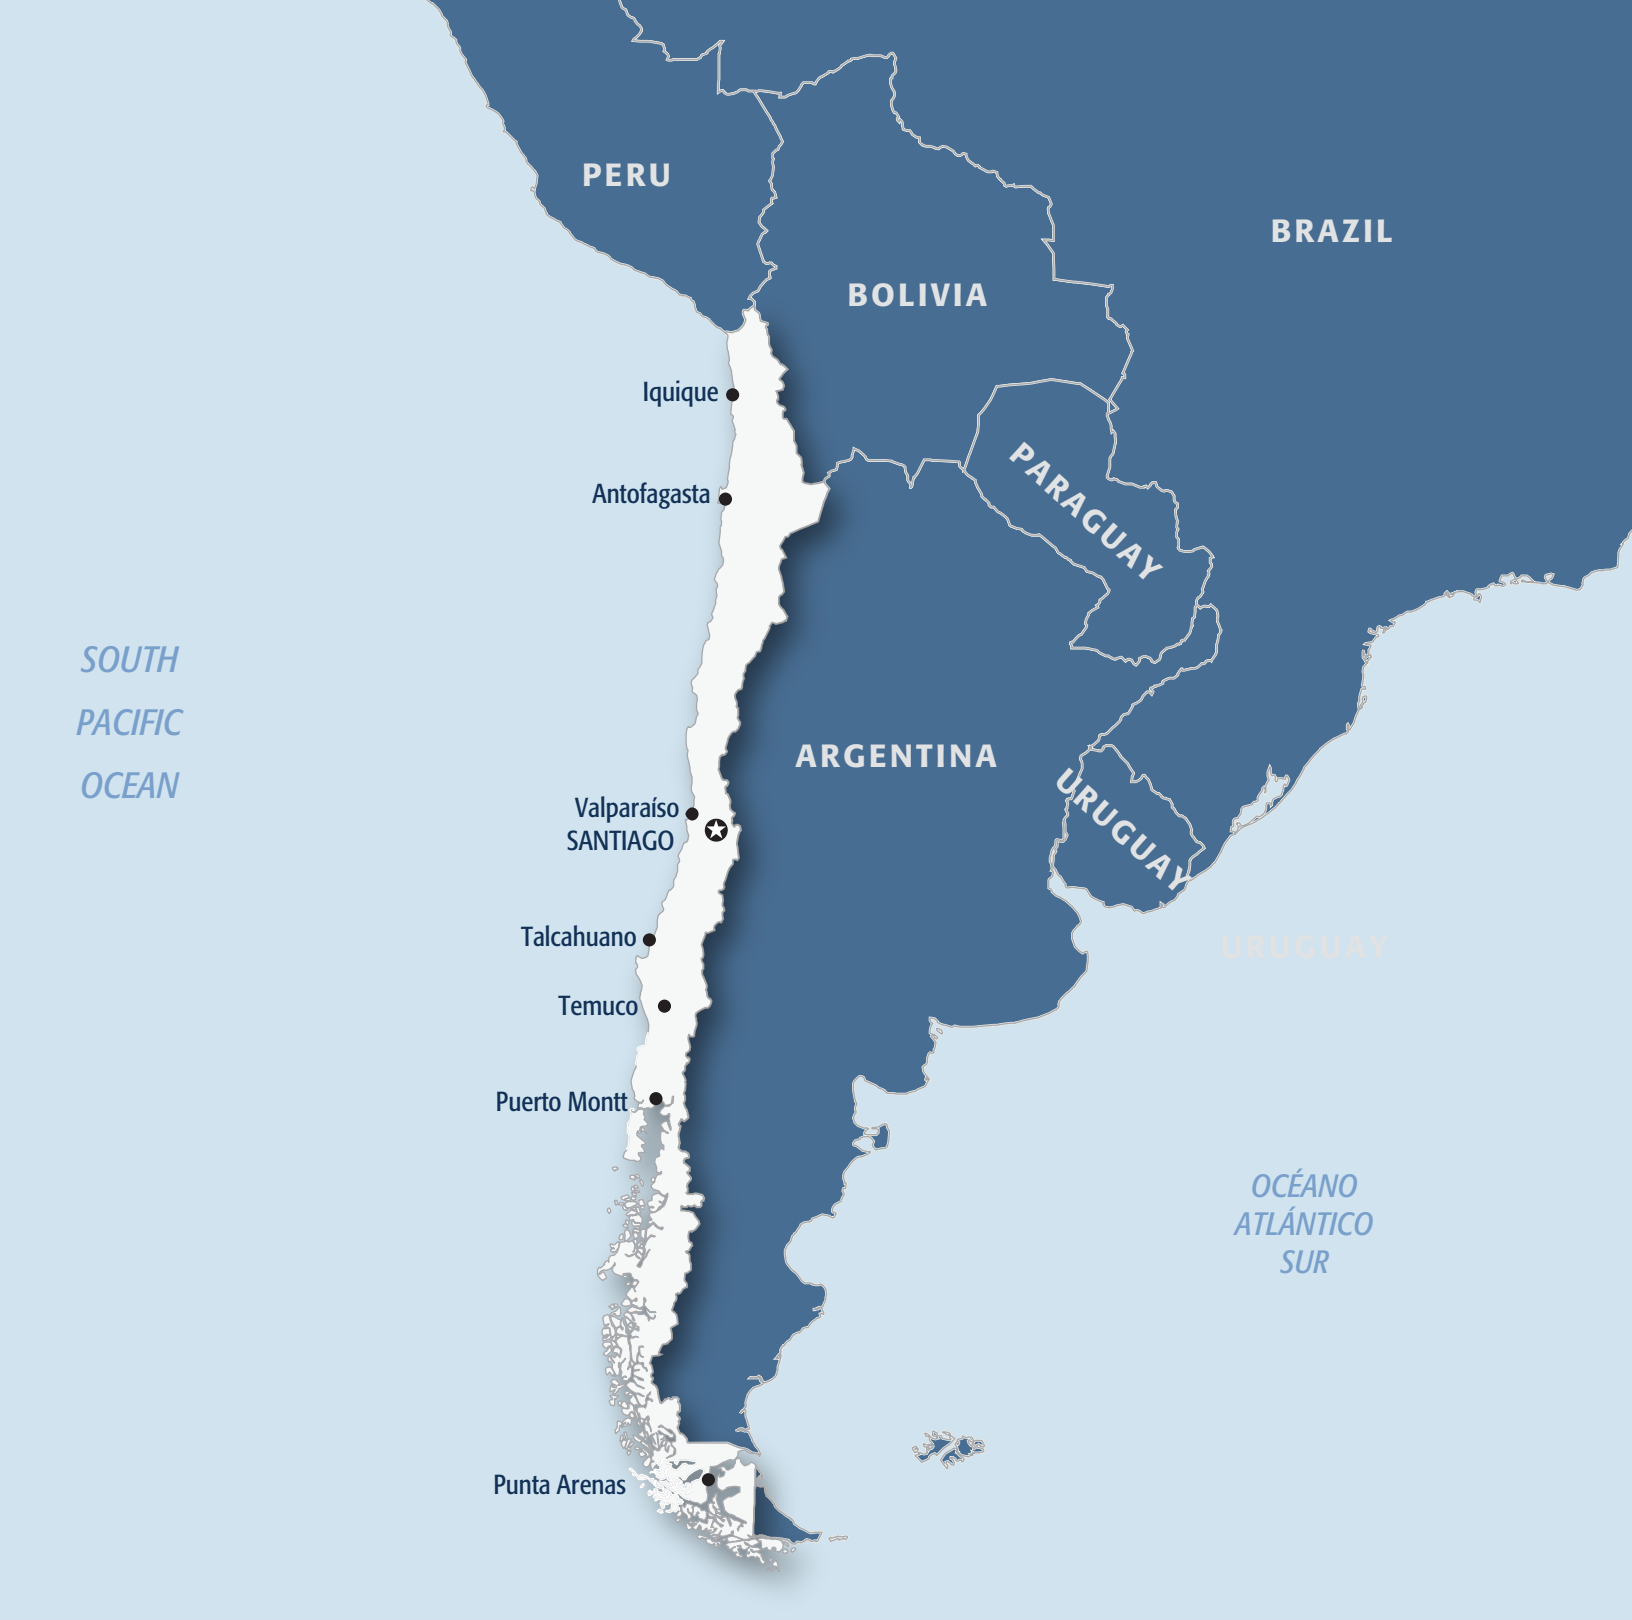 PERU
BRAZIL
BOLIVIA
Iquique
PARAGUAY
Antofagasta
SOUTH
PACIFIC
OCEAN
ARGENTINA
URUGUAY
Valparaíso
SANTIAGO
Talcahuano
URUGUAY
Temuco
Puerto Montt
OCÉANO
ATLÁNTICO
SUR
Punta Arenas